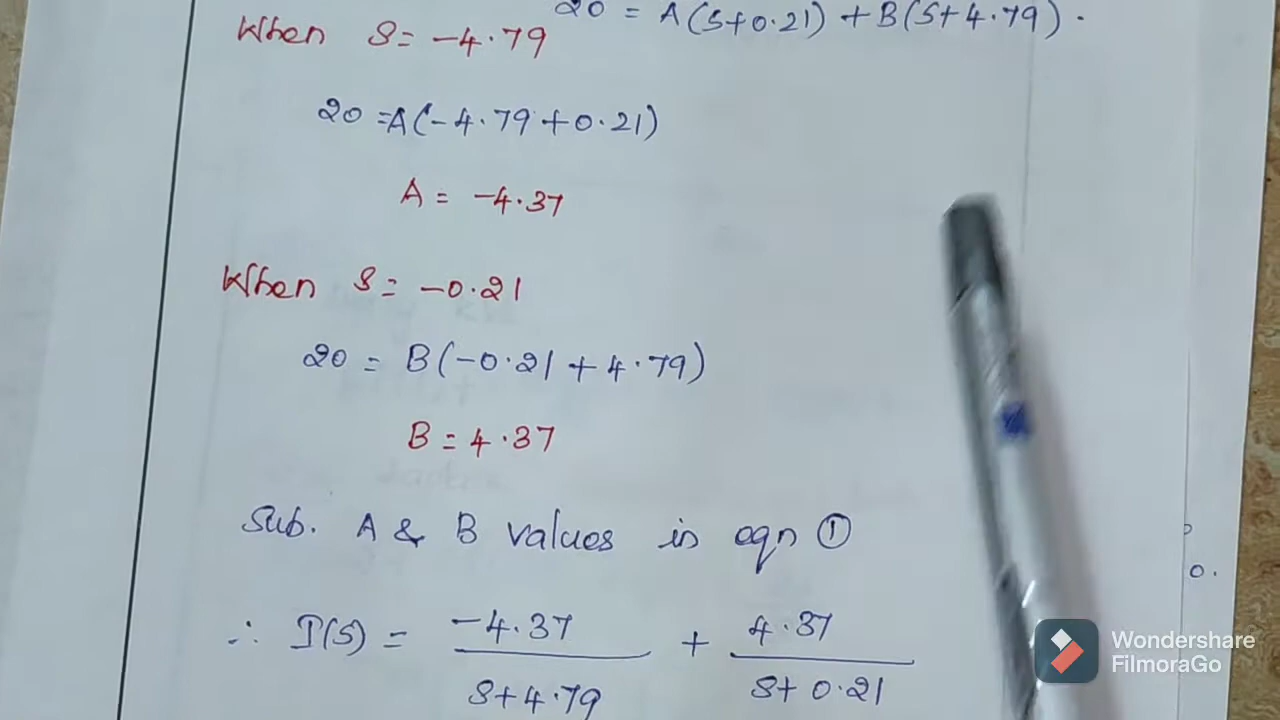 20 = A(S+0.21) + B(S+4.79).
When S = -4.79
20 = A(-4.79 + 0.21)
A = -4.37
When S = -0.21
20 = B(-0.21 + 4.79)
B = 4.37
Sub. A & B values in eqn ①
0.
∴ I(S) = -4.37 / S+4.79 + 4.37 / S+0.21
Wondershare
FilmoraGo